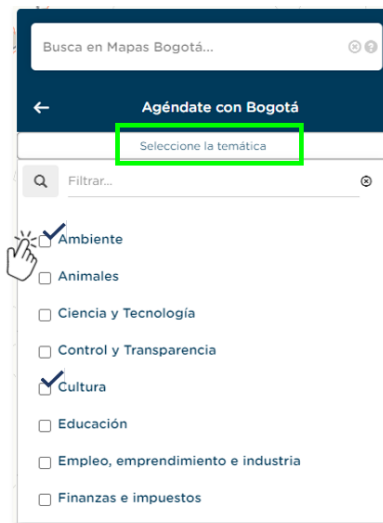 Busca en Mapas Bogotá...
Agéndate con Bogotá
Seleccione la temática
Filtrar...
Ambiente
Animales
Ciencia y Tecnología
Control y Transparencia
Cultura
Educación
Empleo, emprendimiento e industria
Finanzas e impuestos